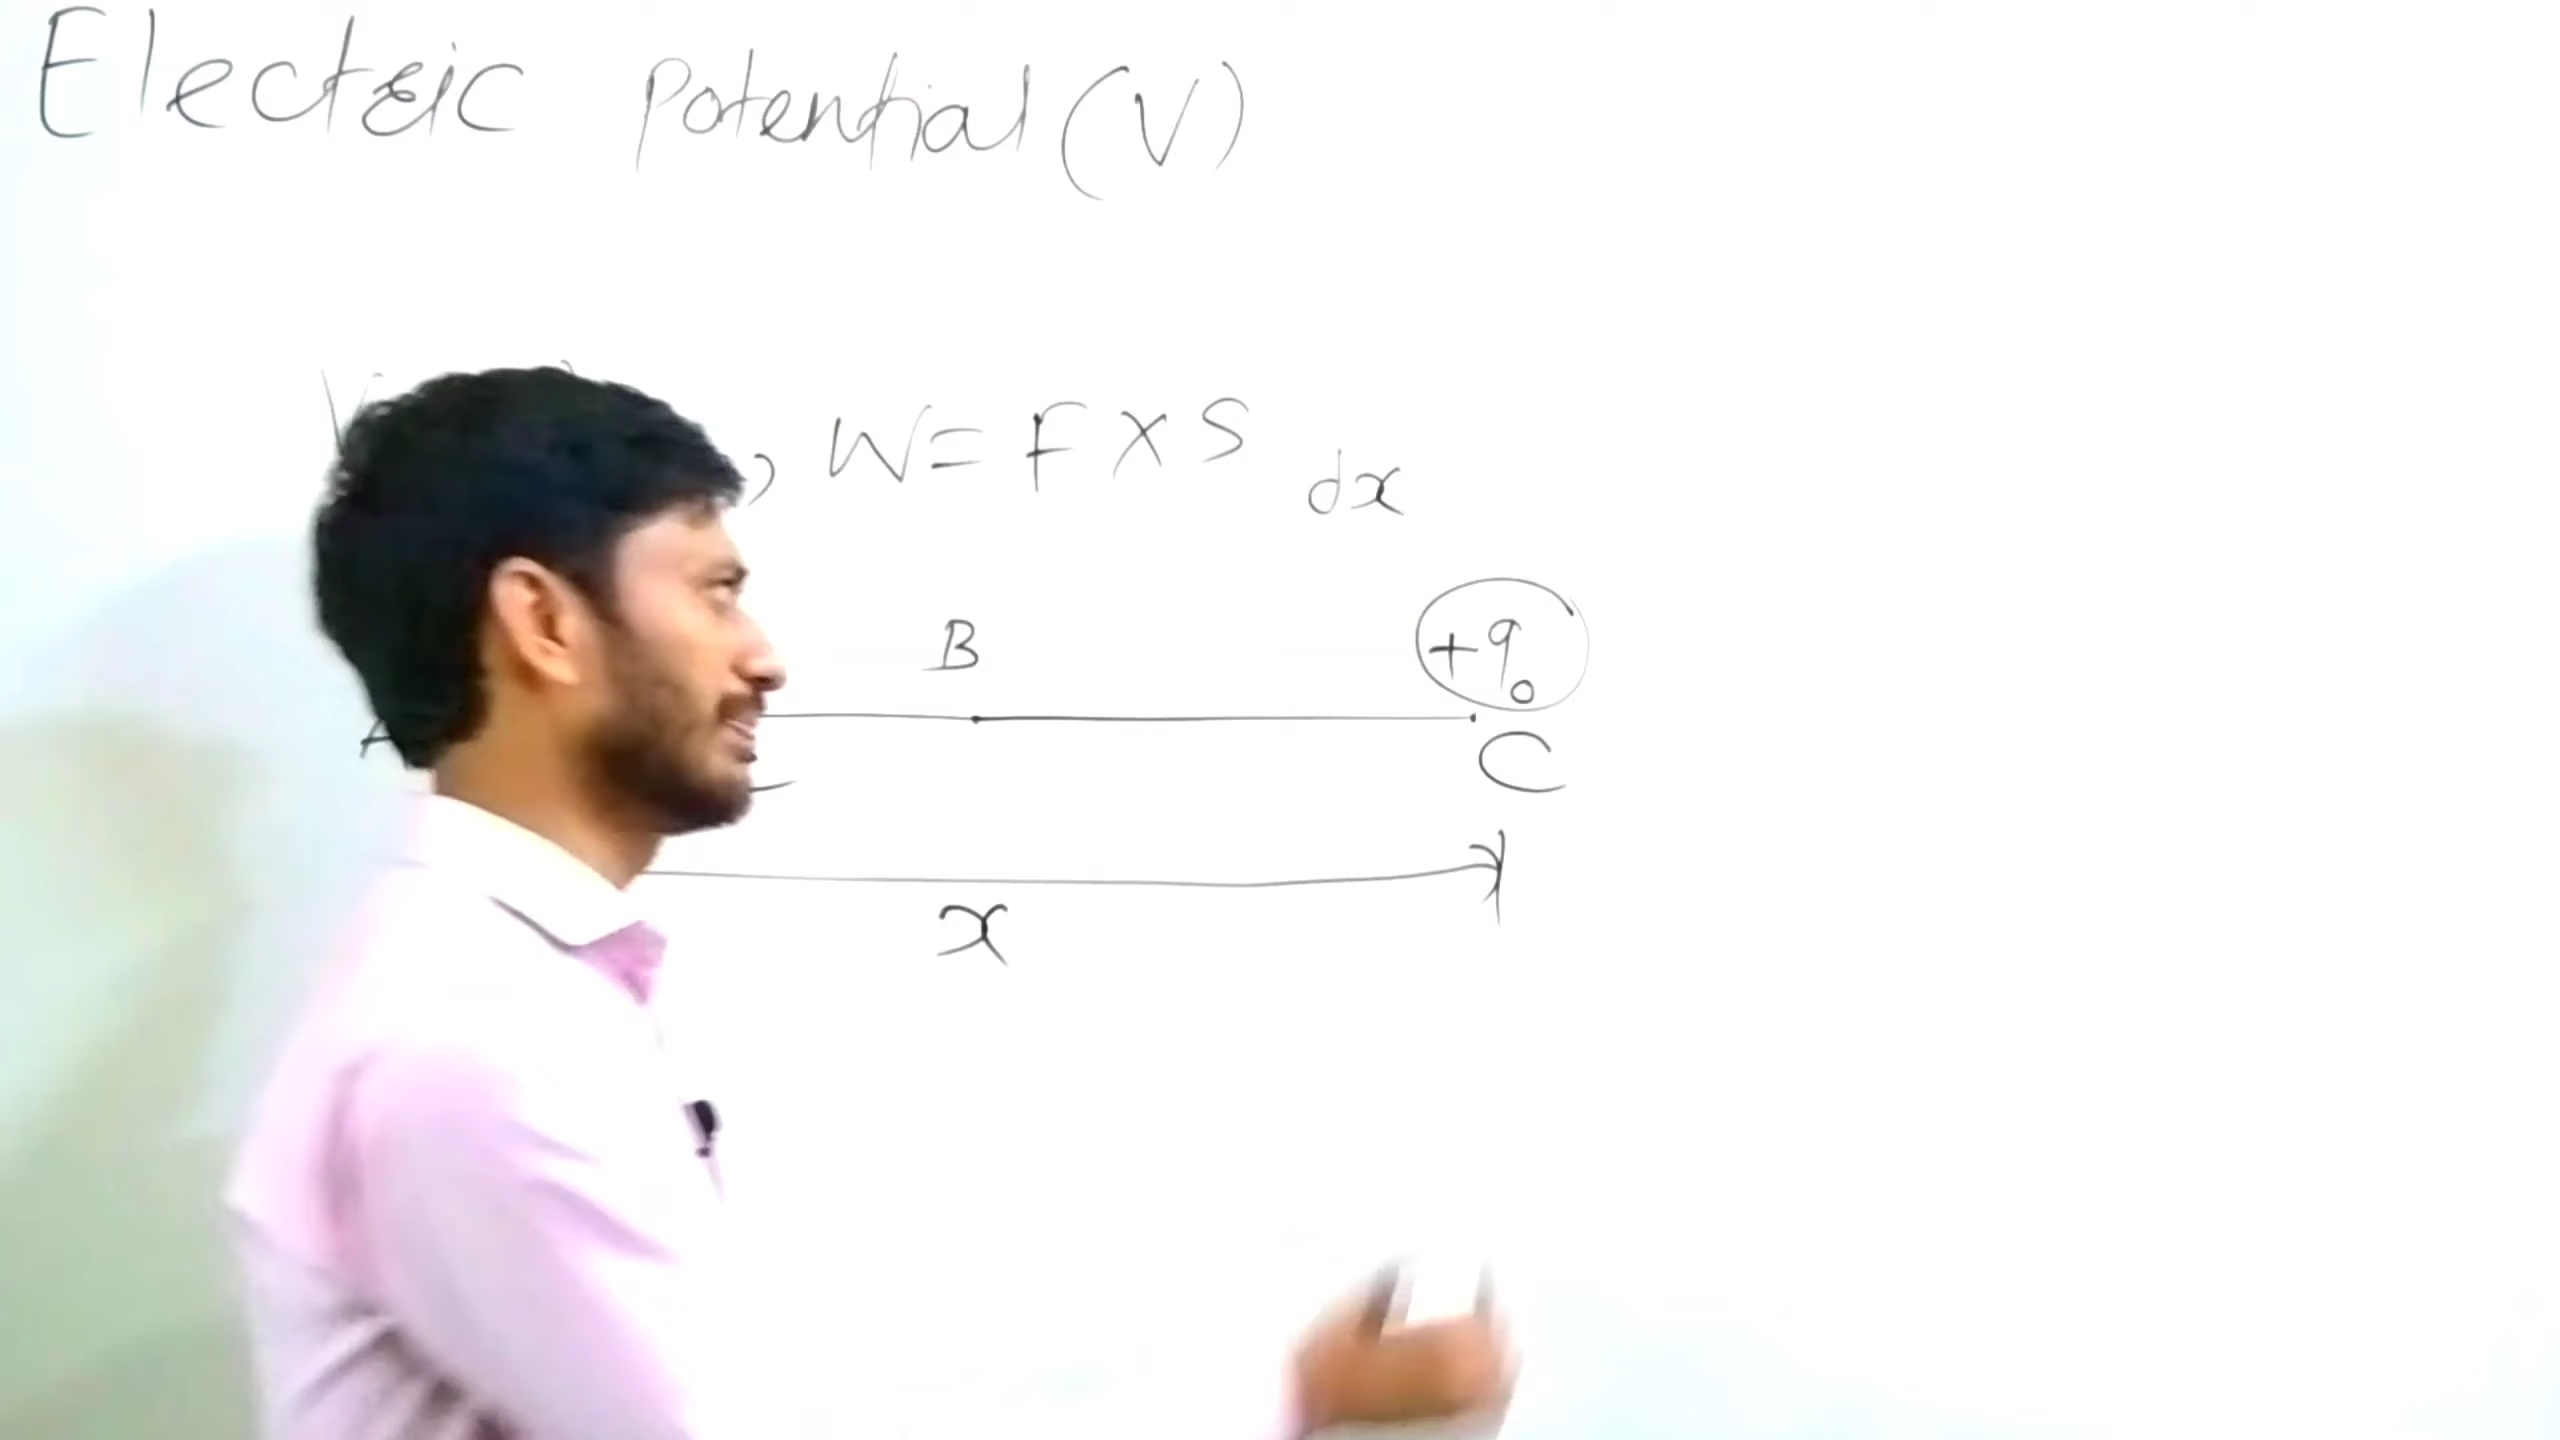 Electric Potential (V)
, W = F X S
dx
B
+q₀
A
C
x